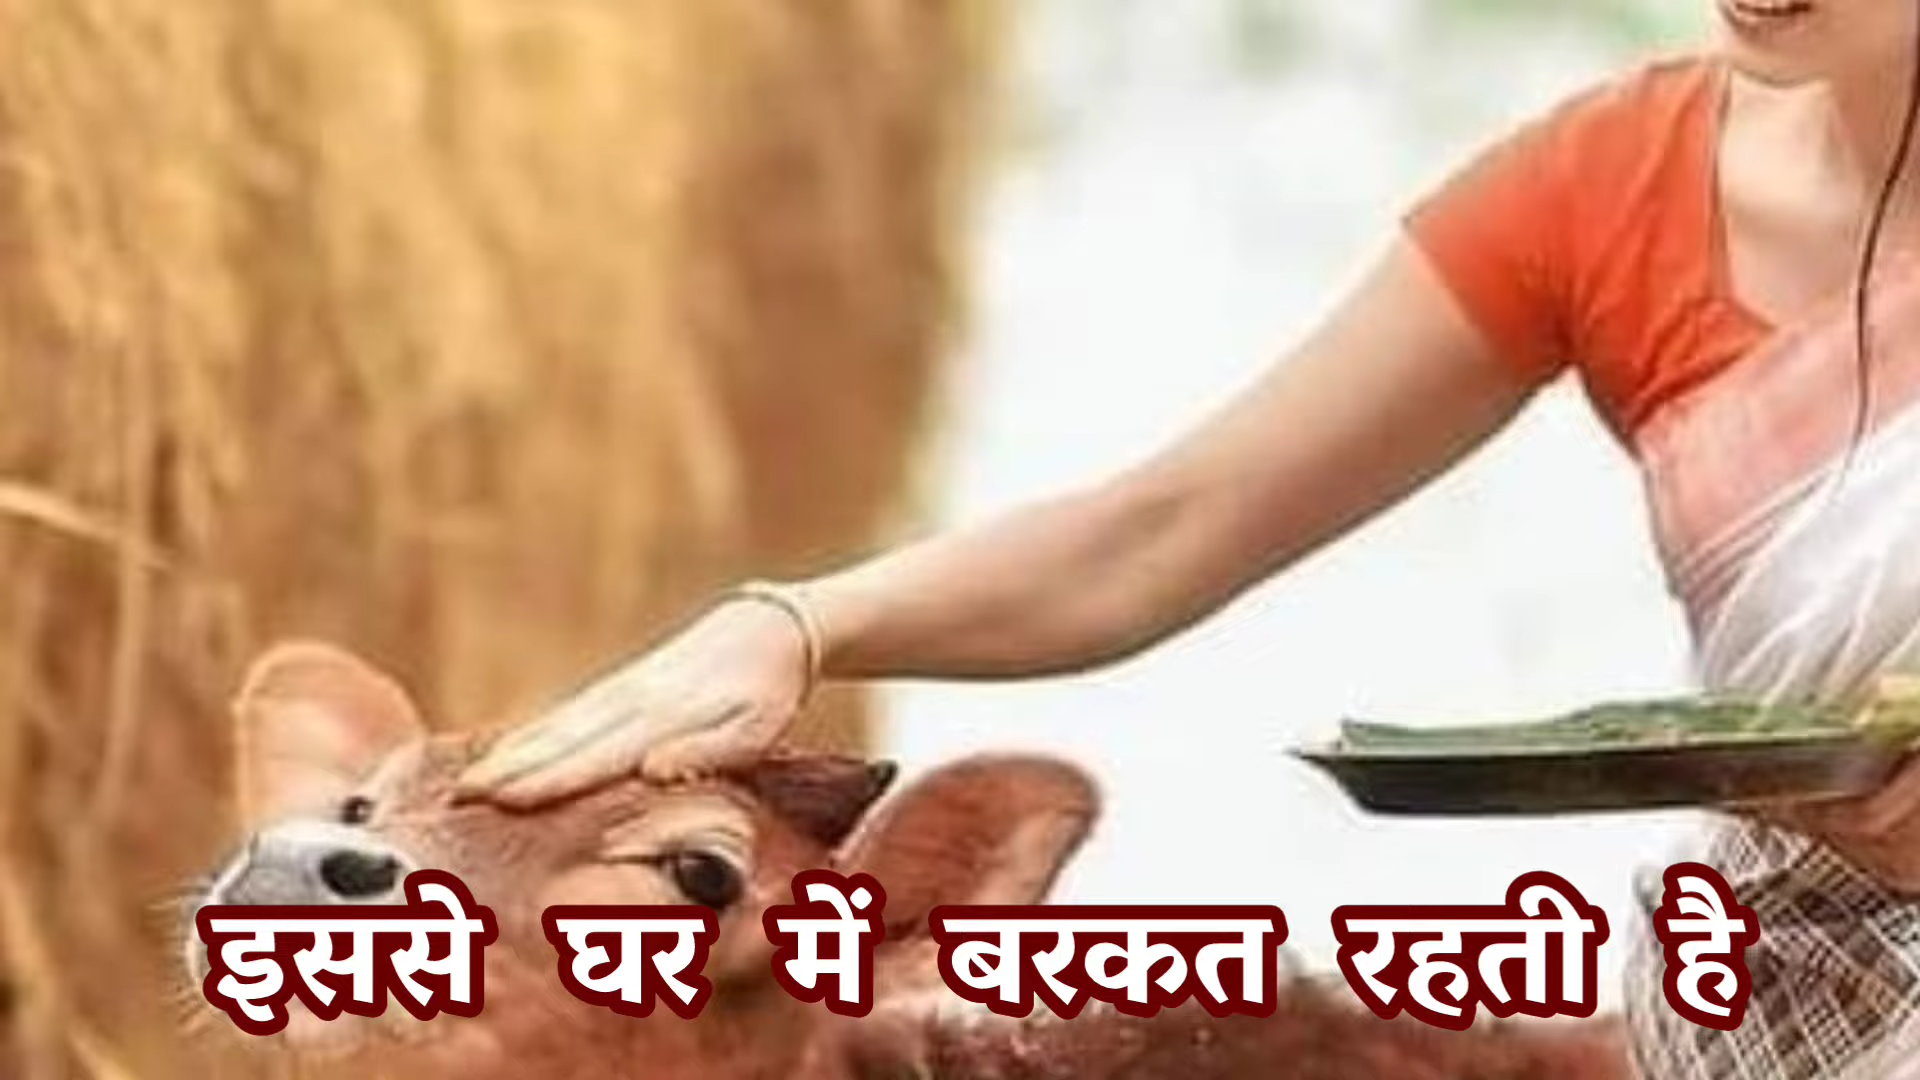 इससे घर में बरकत रहती है